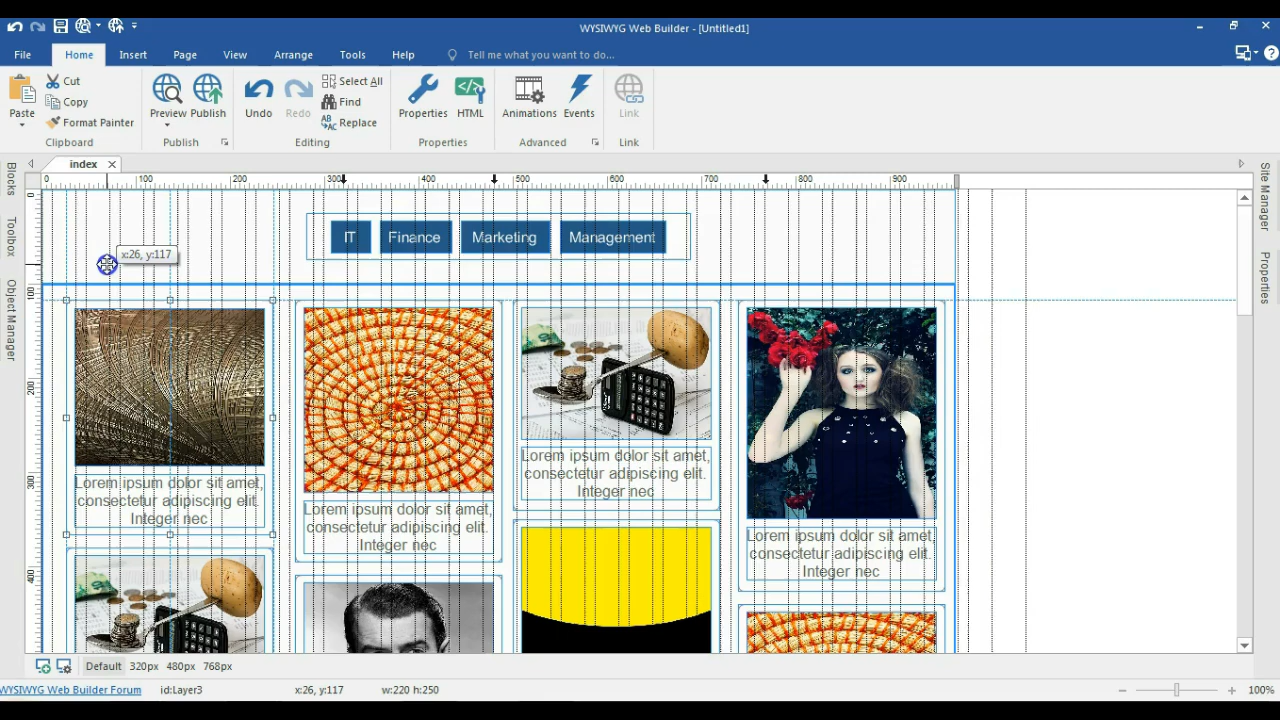 WYSIWYG Web Builder - [Untitled1]
File Home Insert Page View Arrange Tools Help Tell me what you want to do...
Paste
Cut
Copy
Format Painter
Clipboard
Preview Publish
Publish
Undo Redo
Select All
Find
Replace
Editing
Properties HTML
Properties
Animations Events
Advanced
Link
Link
index
0 100 200 300 400 500 600 700 800 900
0
100
200
300
400
Blocks
Toolbox
Object Manager
Site Manager
Properties
IT Finance Marketing Management
x:26, y:117
Lorem ipsum dolor sit amet,
consectetur adipiscing elit.
Integer nec
Lorem ipsum dolor sit amet,
consectetur adipiscing elit.
Integer nec
Lorem ipsum dolor sit amet,
consectetur adipiscing elit.
Integer nec
Lorem ipsum dolor sit amet,
consectetur adipiscing elit.
Integer nec
Default 320px 480px 768px
WYSIWYG Web Builder Forum id:Layer3 x:26, y:117 w:220 h:250 100%